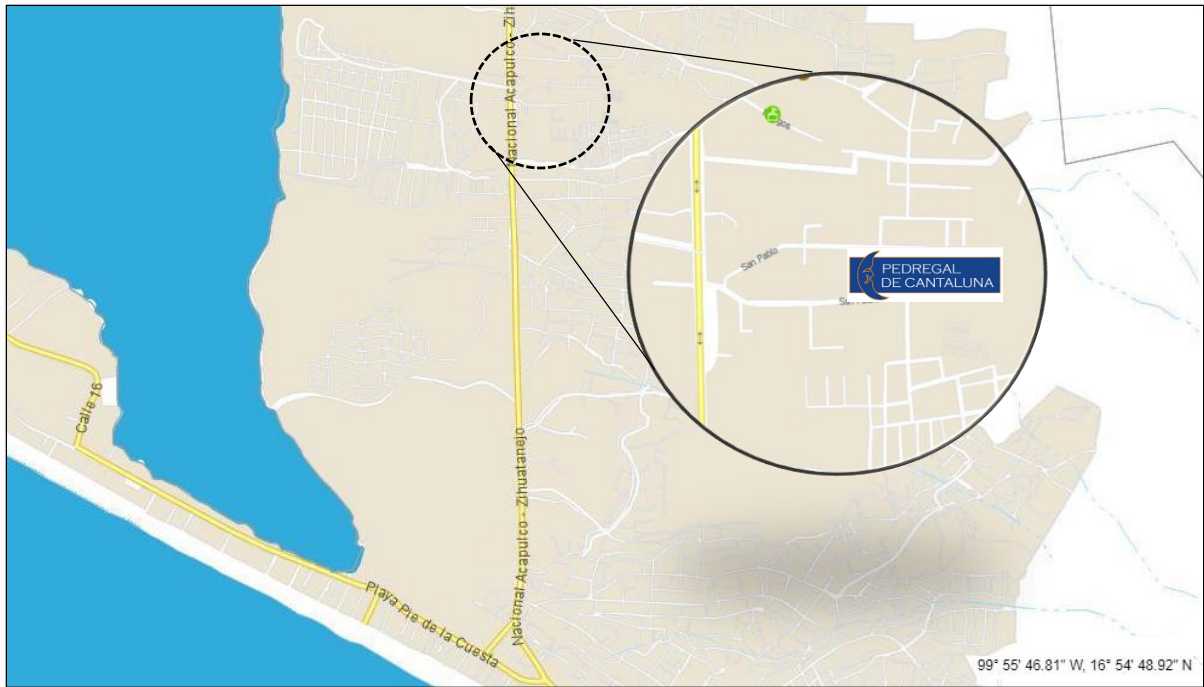 Nacional Acapulco - Zih
San Pablo
PEDREGAL
DE CANTALUNA
Calle 16
Nacional Acapulco - Zihuatanejo
Playa Pie de la Cuesta
99° 55' 46.81" W, 16° 54' 48.92" N